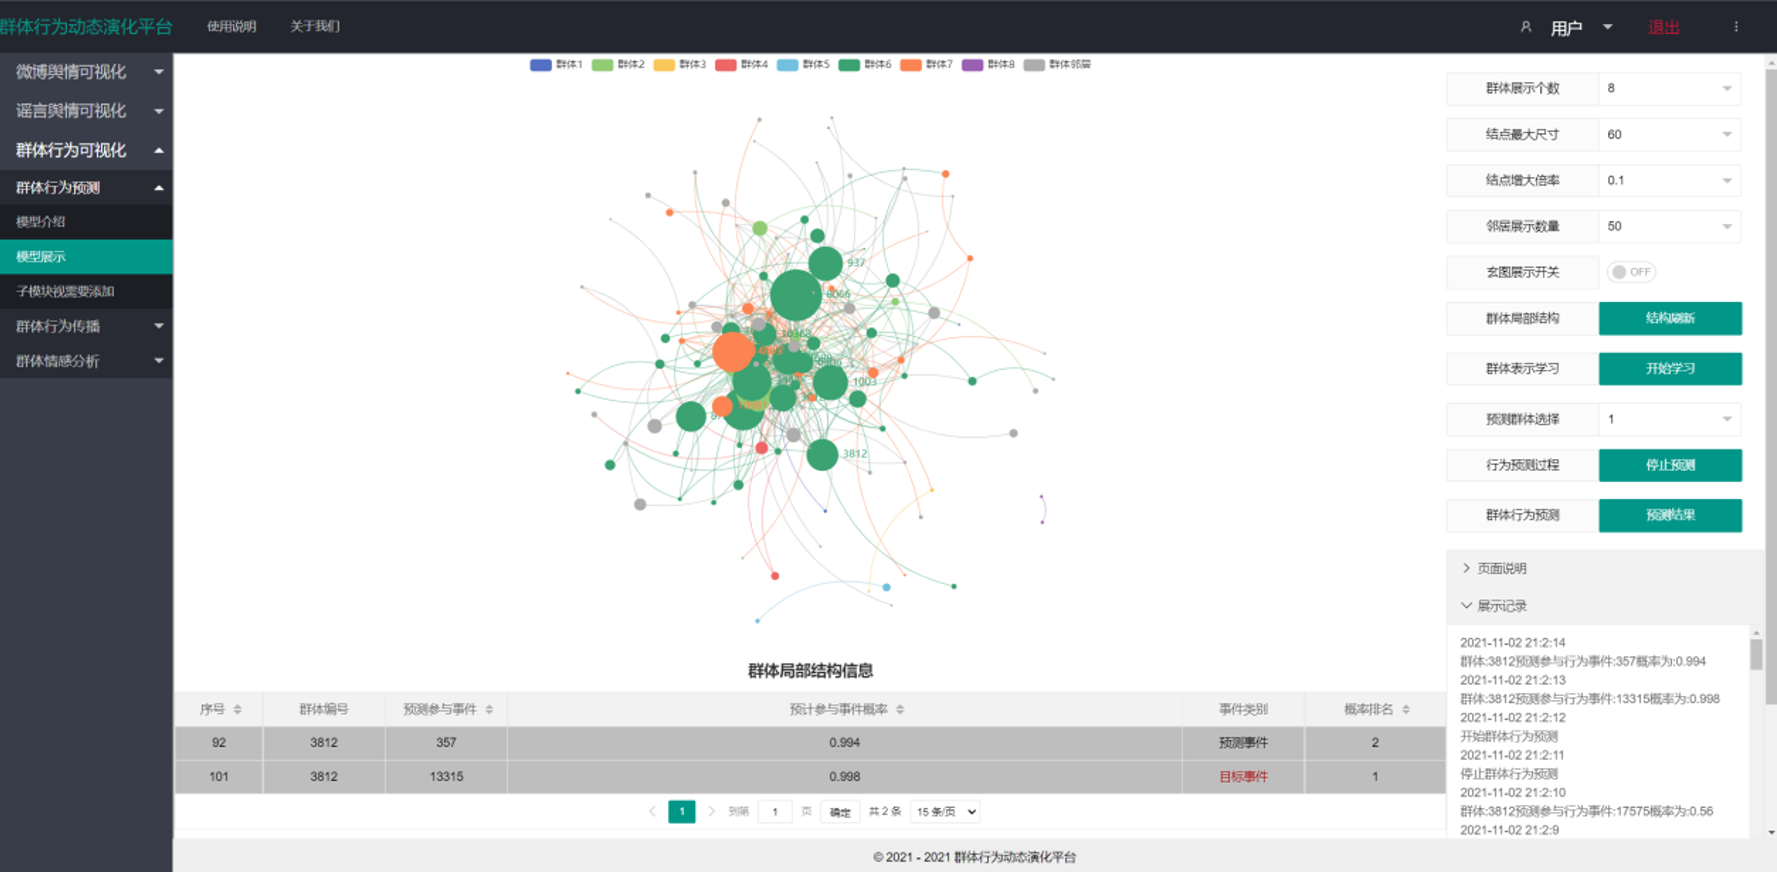 群体行为动态演化平台 使用说明 关于我们 用户 退出
微博舆情可视化
谣言舆情可视化
群体行为可视化
群体行为预测
模型介绍
模型展示
子模块视需要添加
群体行为传播
群体情感分析
群体1 群体2 群体3 群体4 群体5 群体6 群体7 群体8 群体邻居
937
8066
10368
1003
3812
群体展示个数 8
结点最大尺寸 60
结点增大倍率 0.1
邻居展示数量 50
玄图展示开关 OFF
群体局部结构 结构刷新
群体表示学习 开始学习
预测群体选择 1
行为预测过程 停止预测
群体行为预测 预测结果
页面说明
展示记录
2021-11-02 21:2:14
群体:3812预测参与行为事件:357概率为:0.994
2021-11-02 21:2:13
群体:3812预测参与行为事件:13315概率为:0.998
2021-11-02 21:2:12
开始群体行为预测
2021-11-02 21:2:11
停止群体行为预测
2021-11-02 21:2:10
群体:3812预测参与行为事件:17575概率为:0.56
2021-11-02 21:2:9
群体局部结构信息
序号 群体编号 预测参与事件 预计参与事件概率 事件类别 概率排名
92 3812 357 0.994 预测事件 2
101 3812 13315 0.998 目标事件 1
1 到第 1 页 确定 共 2 条 15 条/页
© 2021 - 2021 群体行为动态演化平台